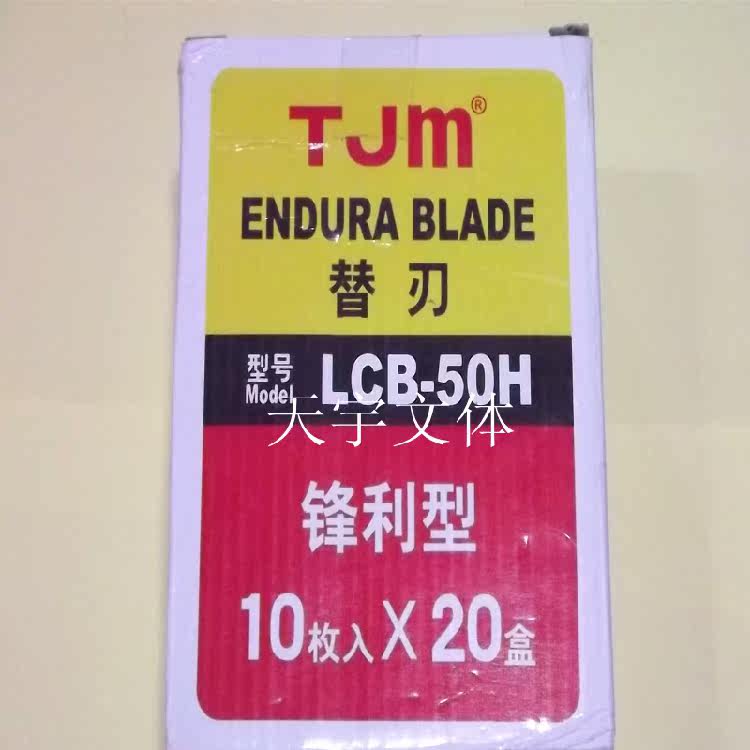 TJm®
ENDURA BLADE
替刃
型号
Model
LCB-50H
天宇文体
锋利型
10枚入X20盒